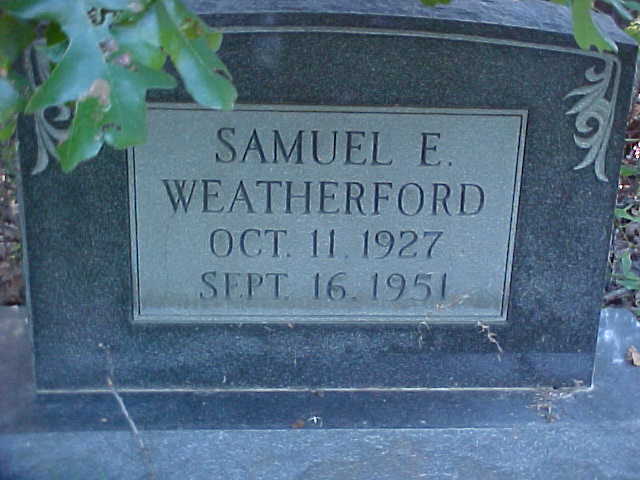 SAMUEL E.
WEATHERFORD
OCT. 11, 1927
SEPT. 16, 1951